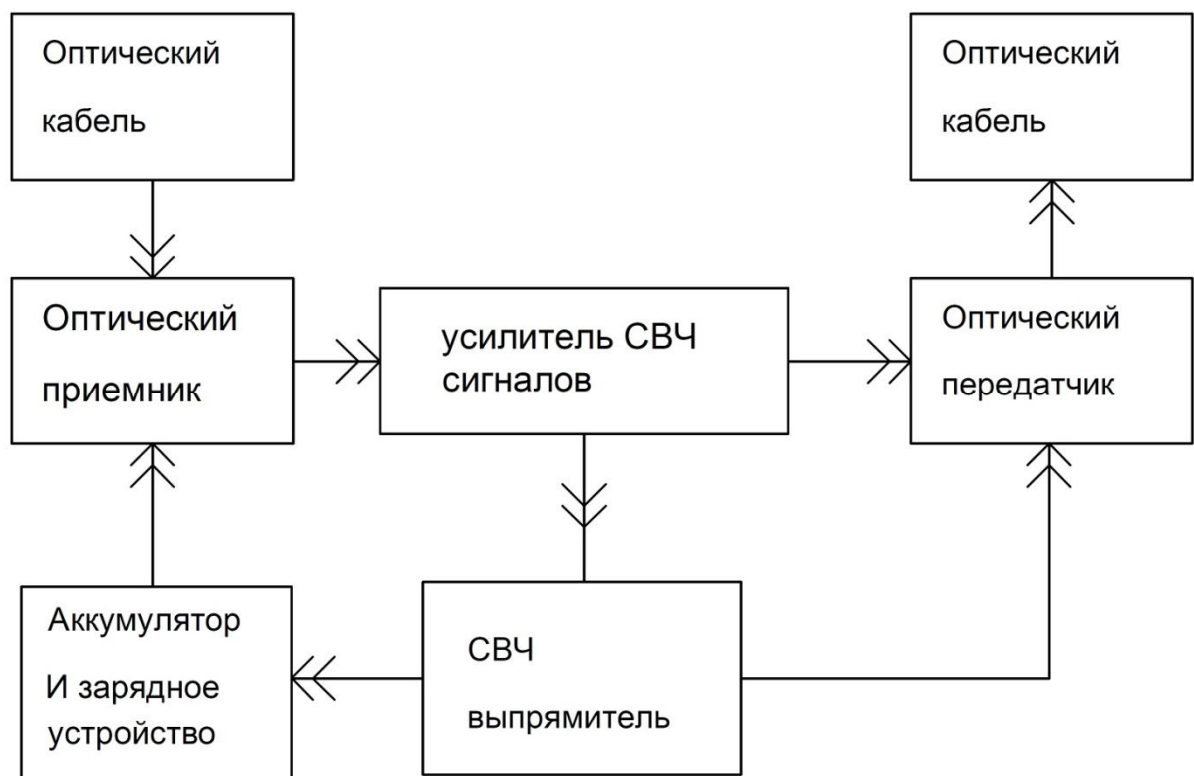 Оптический
кабель
Оптический
кабель
Оптический
приемник
усилитель СВЧ
сигналов
Оптический
передатчик
Аккумулятор
И зарядное
устройство
СВЧ
выпрямитель